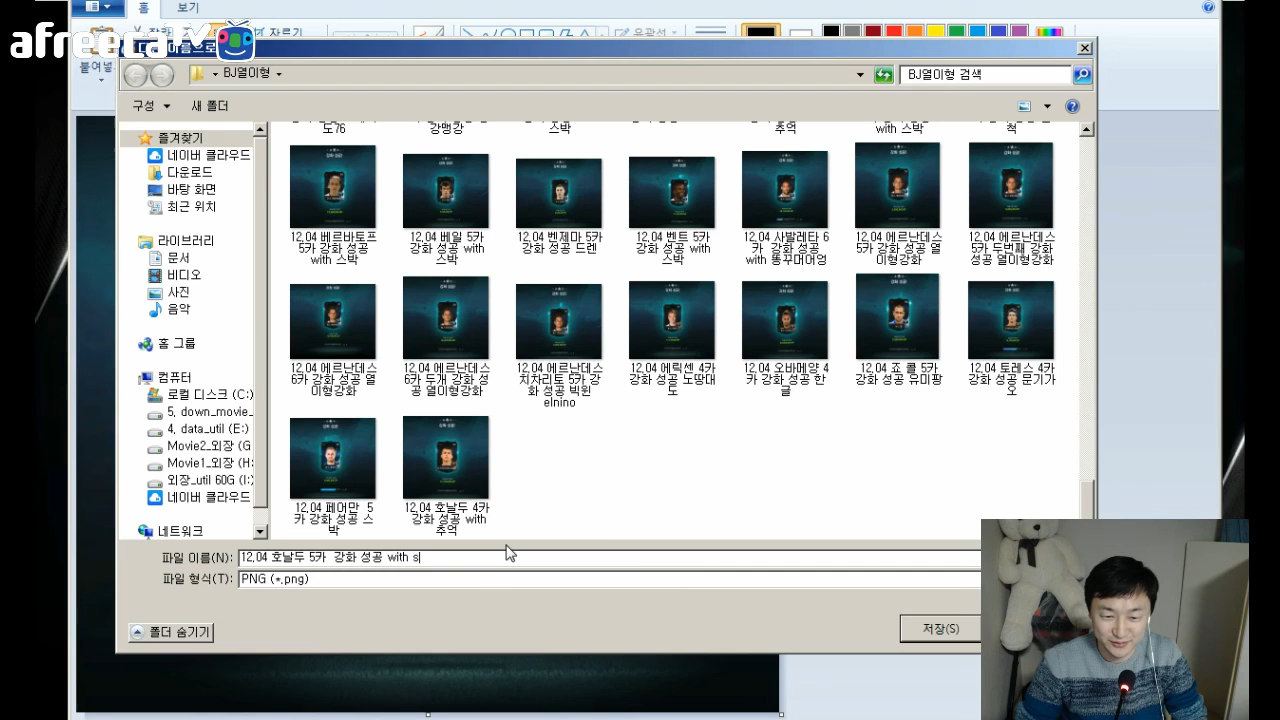 홈 보기
afreecaTV
자르기
윤곽선
붙여넣
BJ열이형
BJ열이형 검색
구성 새 폴더
즐겨찾기
네이버 클라우드
다운로드
바탕 화면
최근 위치
라이브러리
문서
비디오
사진
음악
홈 그룹
컴퓨터
로컬 디스크 (C:)
5, down_movie_
4, data_util (E:)
Movie2_외장 (G
Movie1_외장 (H:
외장_util 60G (I:)
네이버 클라우드
네트워크
도76
강맹강
스박
추억
with 스박
척
12,04 베르바토프
5카 강화 성공
with 스박
12,04 베일 5카
강화 성공 with
스박
12,04 벤제마 5카
강화 성공 드렌
12,04 벤트 5카
강화 성공 with
스박
12,04 사발레타 6
카 강화 성공
with 똥꾸머머엉
12,04 에르난데스
5카 강화 성공 열
이형강화
12,04 에르난데스
5카 두번째 강화
성공 열이형강화
12,04 에르난데스
6카 강화 성공 열
이형강화
12,04 에르난데스
6카 두개 강화 성
공 열이형강화
12,04 에르난데스
치차리토 5카 강
화 성공 빅윈
elnino
12,04 에릭센 4카
강화 성공 노땅대
도
12,04 오바메양 4
카 강화 성공 한
글
12,04 죠 콜 5카
강화 성공 유미팡
12,04 토레스 4카
강화 성공 문기가
오
12,04 페어만 5
카 강화 성공 스
박
12,04 호날두 4카
강화 성공 with
추억
파일 이름(N): 12,04 호날두 5카 강화 성공 with s
파일 형식(T): PNG (*.png)
폴더 숨기기
저장(S)